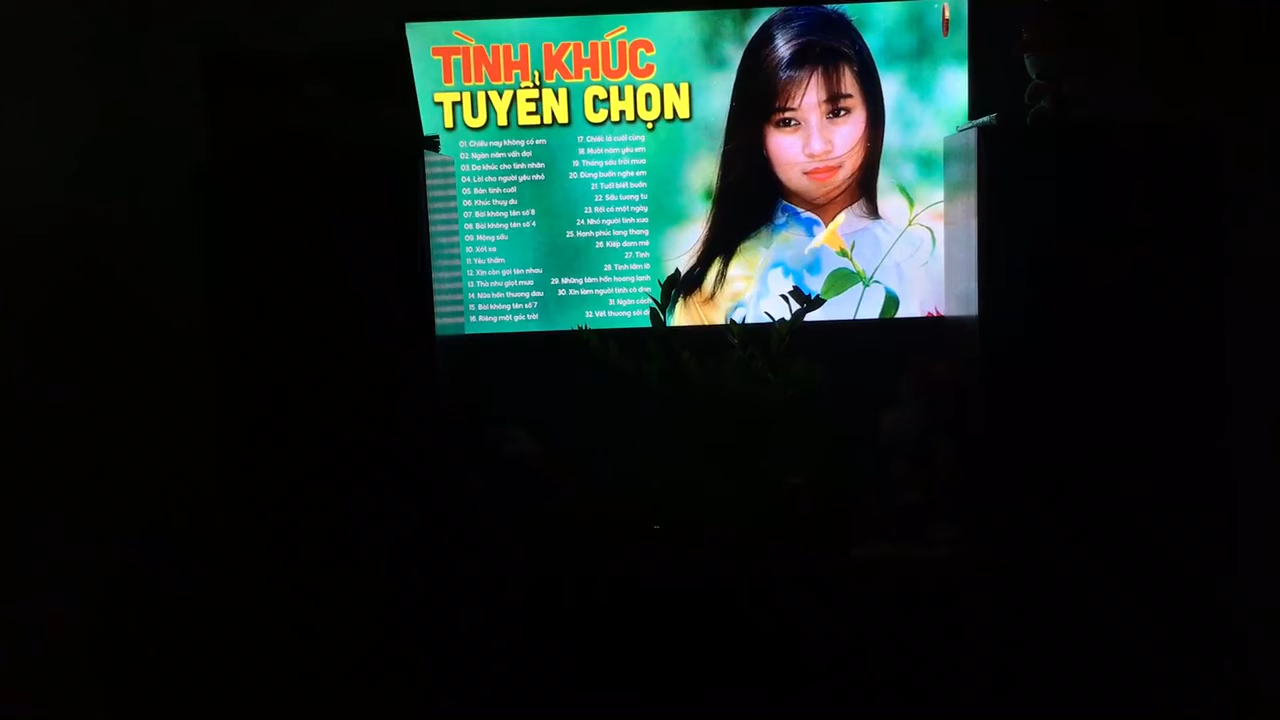 TÌNH KHÚC
TUYỂN CHỌN
01. Chiều nay không có em
02. Ngàn năm vẫn đợi
03. Dạ khúc cho tình nhân
04. Lời cho người yêu nhỏ
05. Bản tình cuối
06. Khúc thụy du
07. Bài không tên số 8
08. Bài không tên số 4
09. Mộng sầu
10. Xót xa
11. Yêu thầm
12. Xin còn gọi tên nhau
13. Thà như giọt mưa
14. Nửa hồn thương đau
15. Bài không tên số 7
16. Riêng một góc trời
17. Chiếc lá cuối cùng
18. Mười năm yêu em
19. Tháng sáu trời mưa
20. Đừng buồn nghe em
21. Tuổi biết buồn
22. Sầu tương tư
23. Rồi có một ngày
24. Nhớ người tình xưa
25. Hạnh phúc lang thang
26. Kiếp đam mê
27. Tình
28. Tình lầm lỡ
29. Những tâm hồn hoang lạnh
30. Xin làm người tình cô đơn
31. Ngăn cách
32. Vết thương sỏi đá